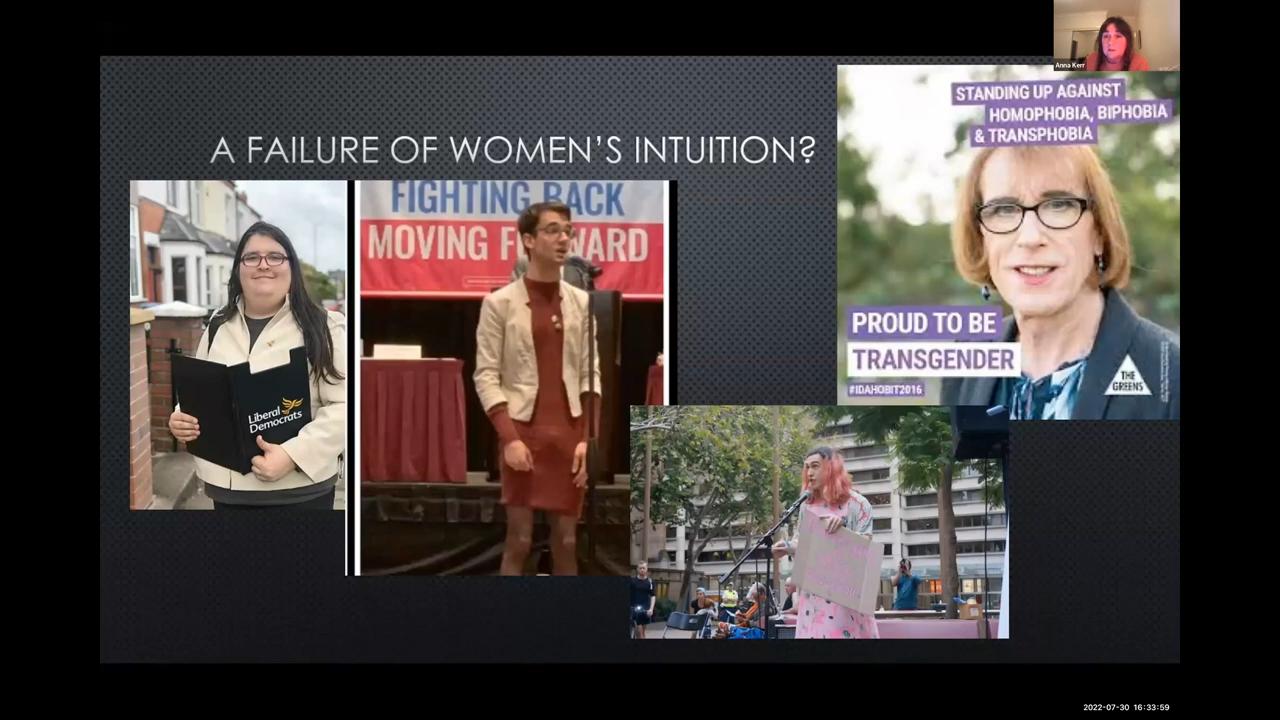 Anna Kerr
A FAILURE OF WOMEN'S INTUITION?
STANDING UP AGAINST
HOMOPHOBIA, BIPHOBIA
& TRANSPHOBIA
FIGHTING BACK
MOVING F WARD
Liberal
Democrats
PROUD TO BE
TRANSGENDER
#IDAHOBIT2016
THE
GREENS
2022-07-30 16:33:59